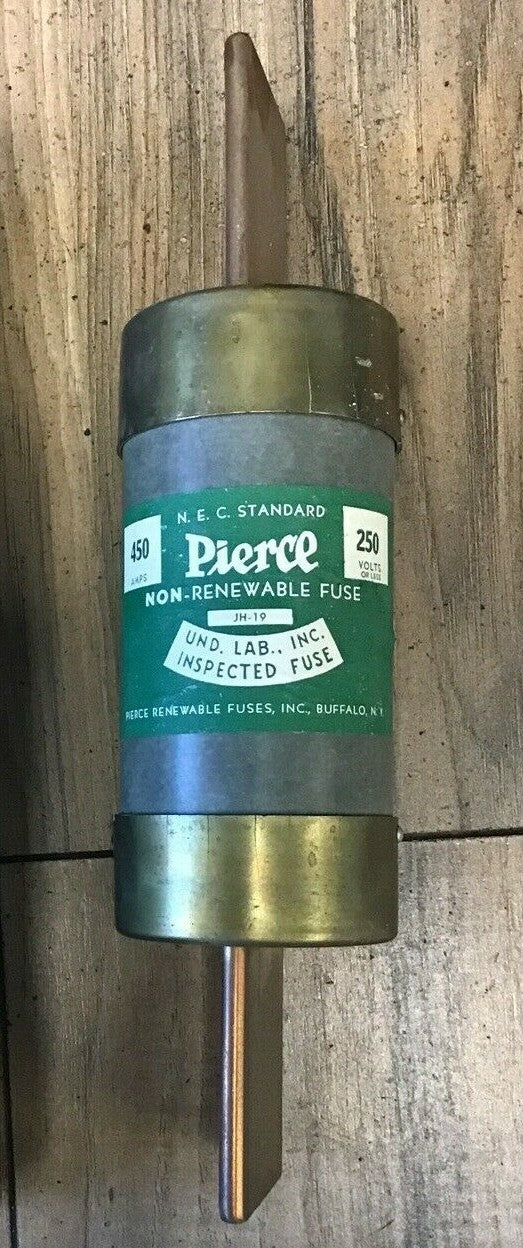 N. E. C. STANDARD
450
AMPS
Pierce
250
VOLTS
OR LESS
NON-RENEWABLE FUSE
JH-19
UND. LAB., INC.
INSPECTED FUSE
PIERCE RENEWABLE FUSES, INC., BUFFALO, N. Y.